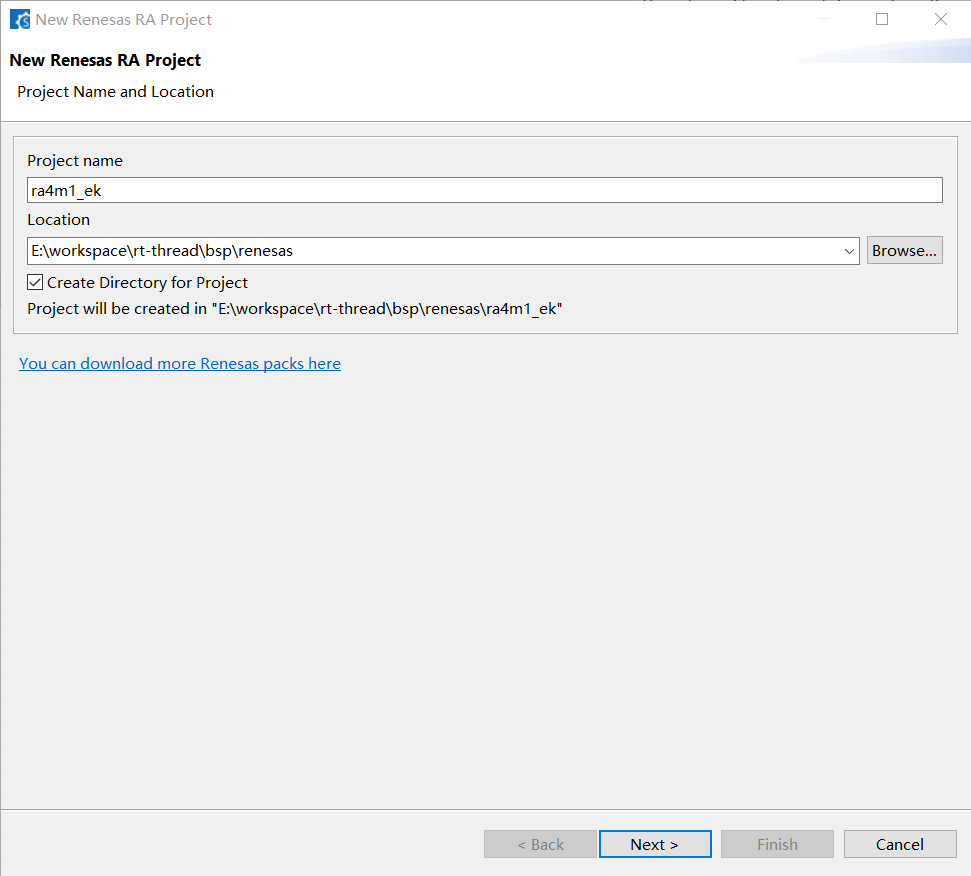 New Renesas RA Project
New Renesas RA Project
Project Name and Location
Project name
ra4m1_ek
Location
E:\workspace\rt-thread\bsp\renesas
Browse...
Create Directory for Project
Project will be created in "E:\workspace\rt-thread\bsp\renesas\ra4m1_ek"
You can download more Renesas packs here
< Back
Next >
Finish
Cancel